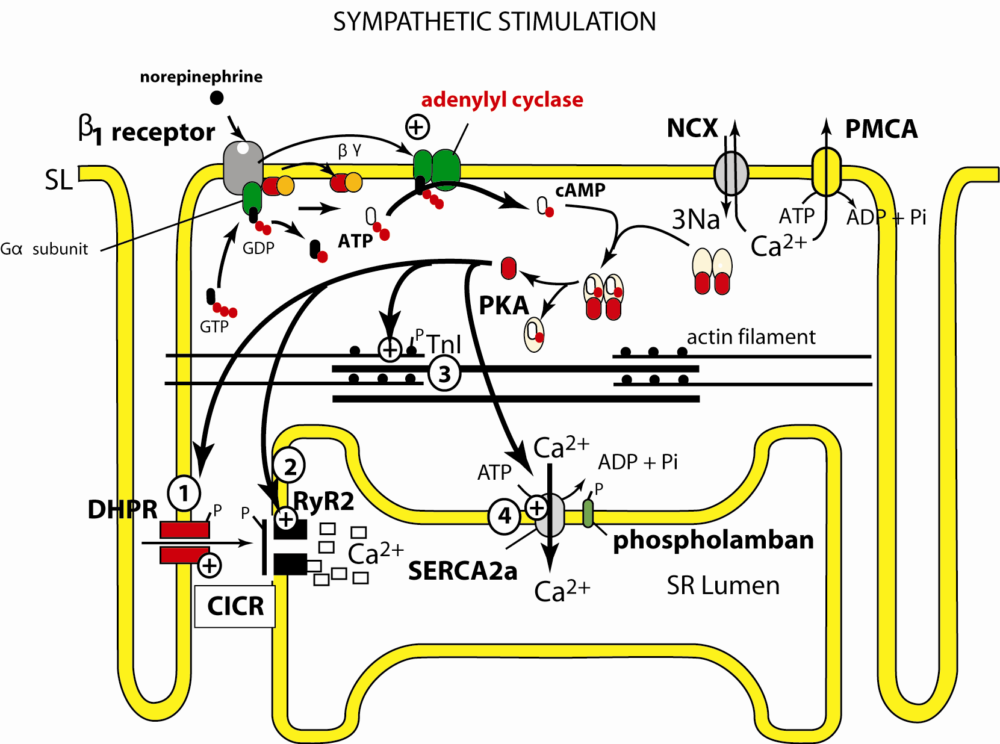 SYMPATHETIC STIMULATION
norepinephrine
adenylyl cyclase
+
β1 receptor
NCX
PMCA
β γ
SL
cAMP
3Na
ATP
ADP + Pi
Ca2+
GDP
ATP
Gα subunit
PKA
GTP
P
TnI
+
actin filament
3
Ca2+
ADP + Pi
ATP
2
P
1
RyR2
DHPR
P
P
+
4
+
phospholamban
Ca2+
+
SERCA2a
SR Lumen
Ca2+
CICR